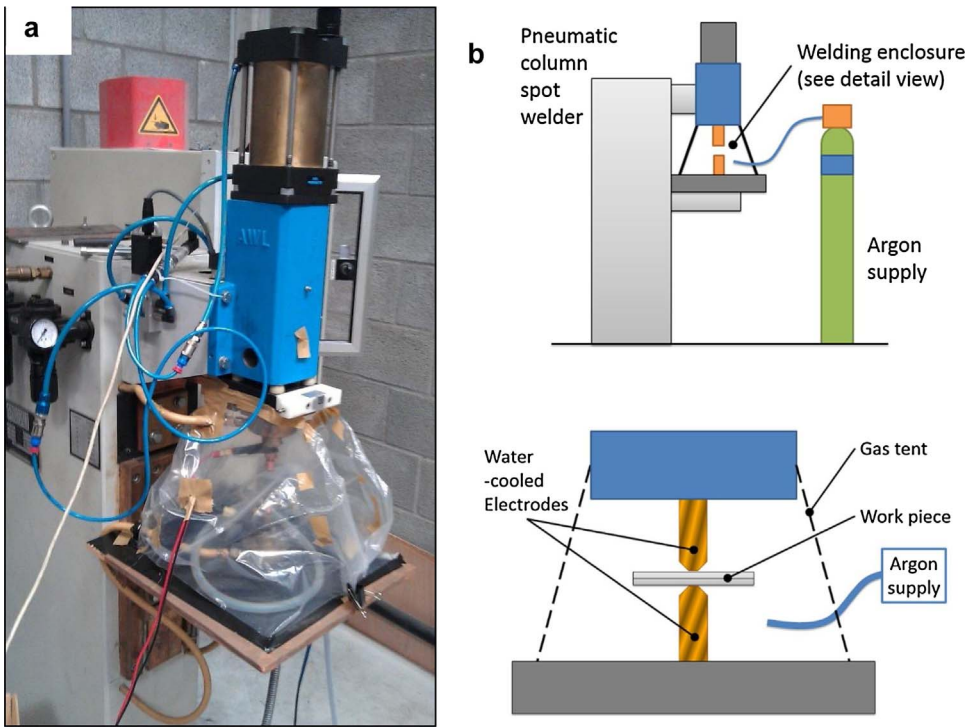 a
AWL
b
Pneumatic
column
spot
welder
Welding enclosure
(see detail view)
Argon
supply
Water
-cooled
Electrodes
Gas tent
Work piece
Argon
supply